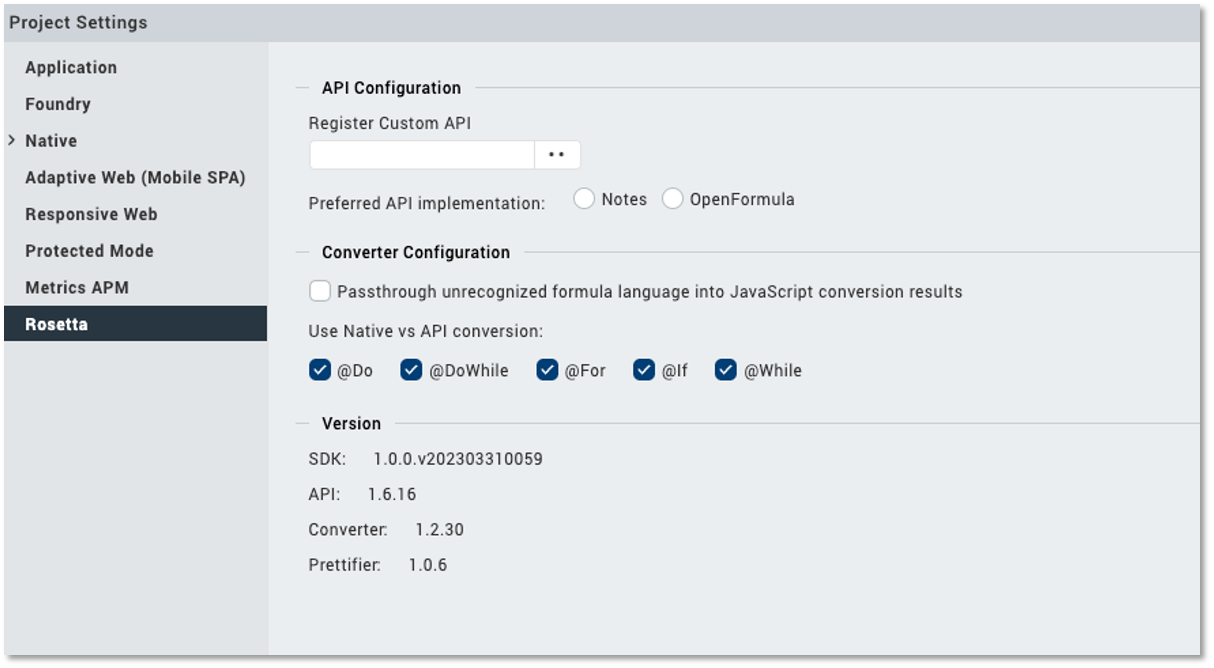 Project Settings
Application
Foundry
Native
Adaptive Web (Mobile SPA)
Responsive Web
Protected Mode
Metrics APM
Rosetta
API Configuration
Register Custom API
Preferred API implementation: Notes OpenFormula
Converter Configuration
Passthrough unrecognized formula language into JavaScript conversion results
Use Native vs API conversion:
@Do @DoWhile @For @If @While
Version
SDK: 1.0.0.v202303310059
API: 1.6.16
Converter: 1.2.30
Prettifier: 1.0.6